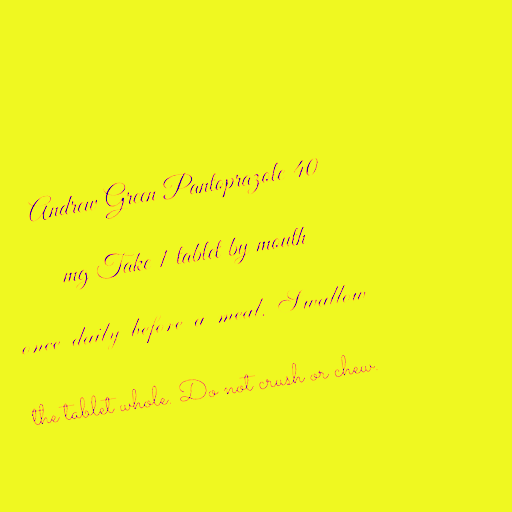 Andrew Green Pantoprazole 40
mg Take 1 tablet by mouth
once daily before a meal. Swallow
the tablet whole. Do not crush or chew.